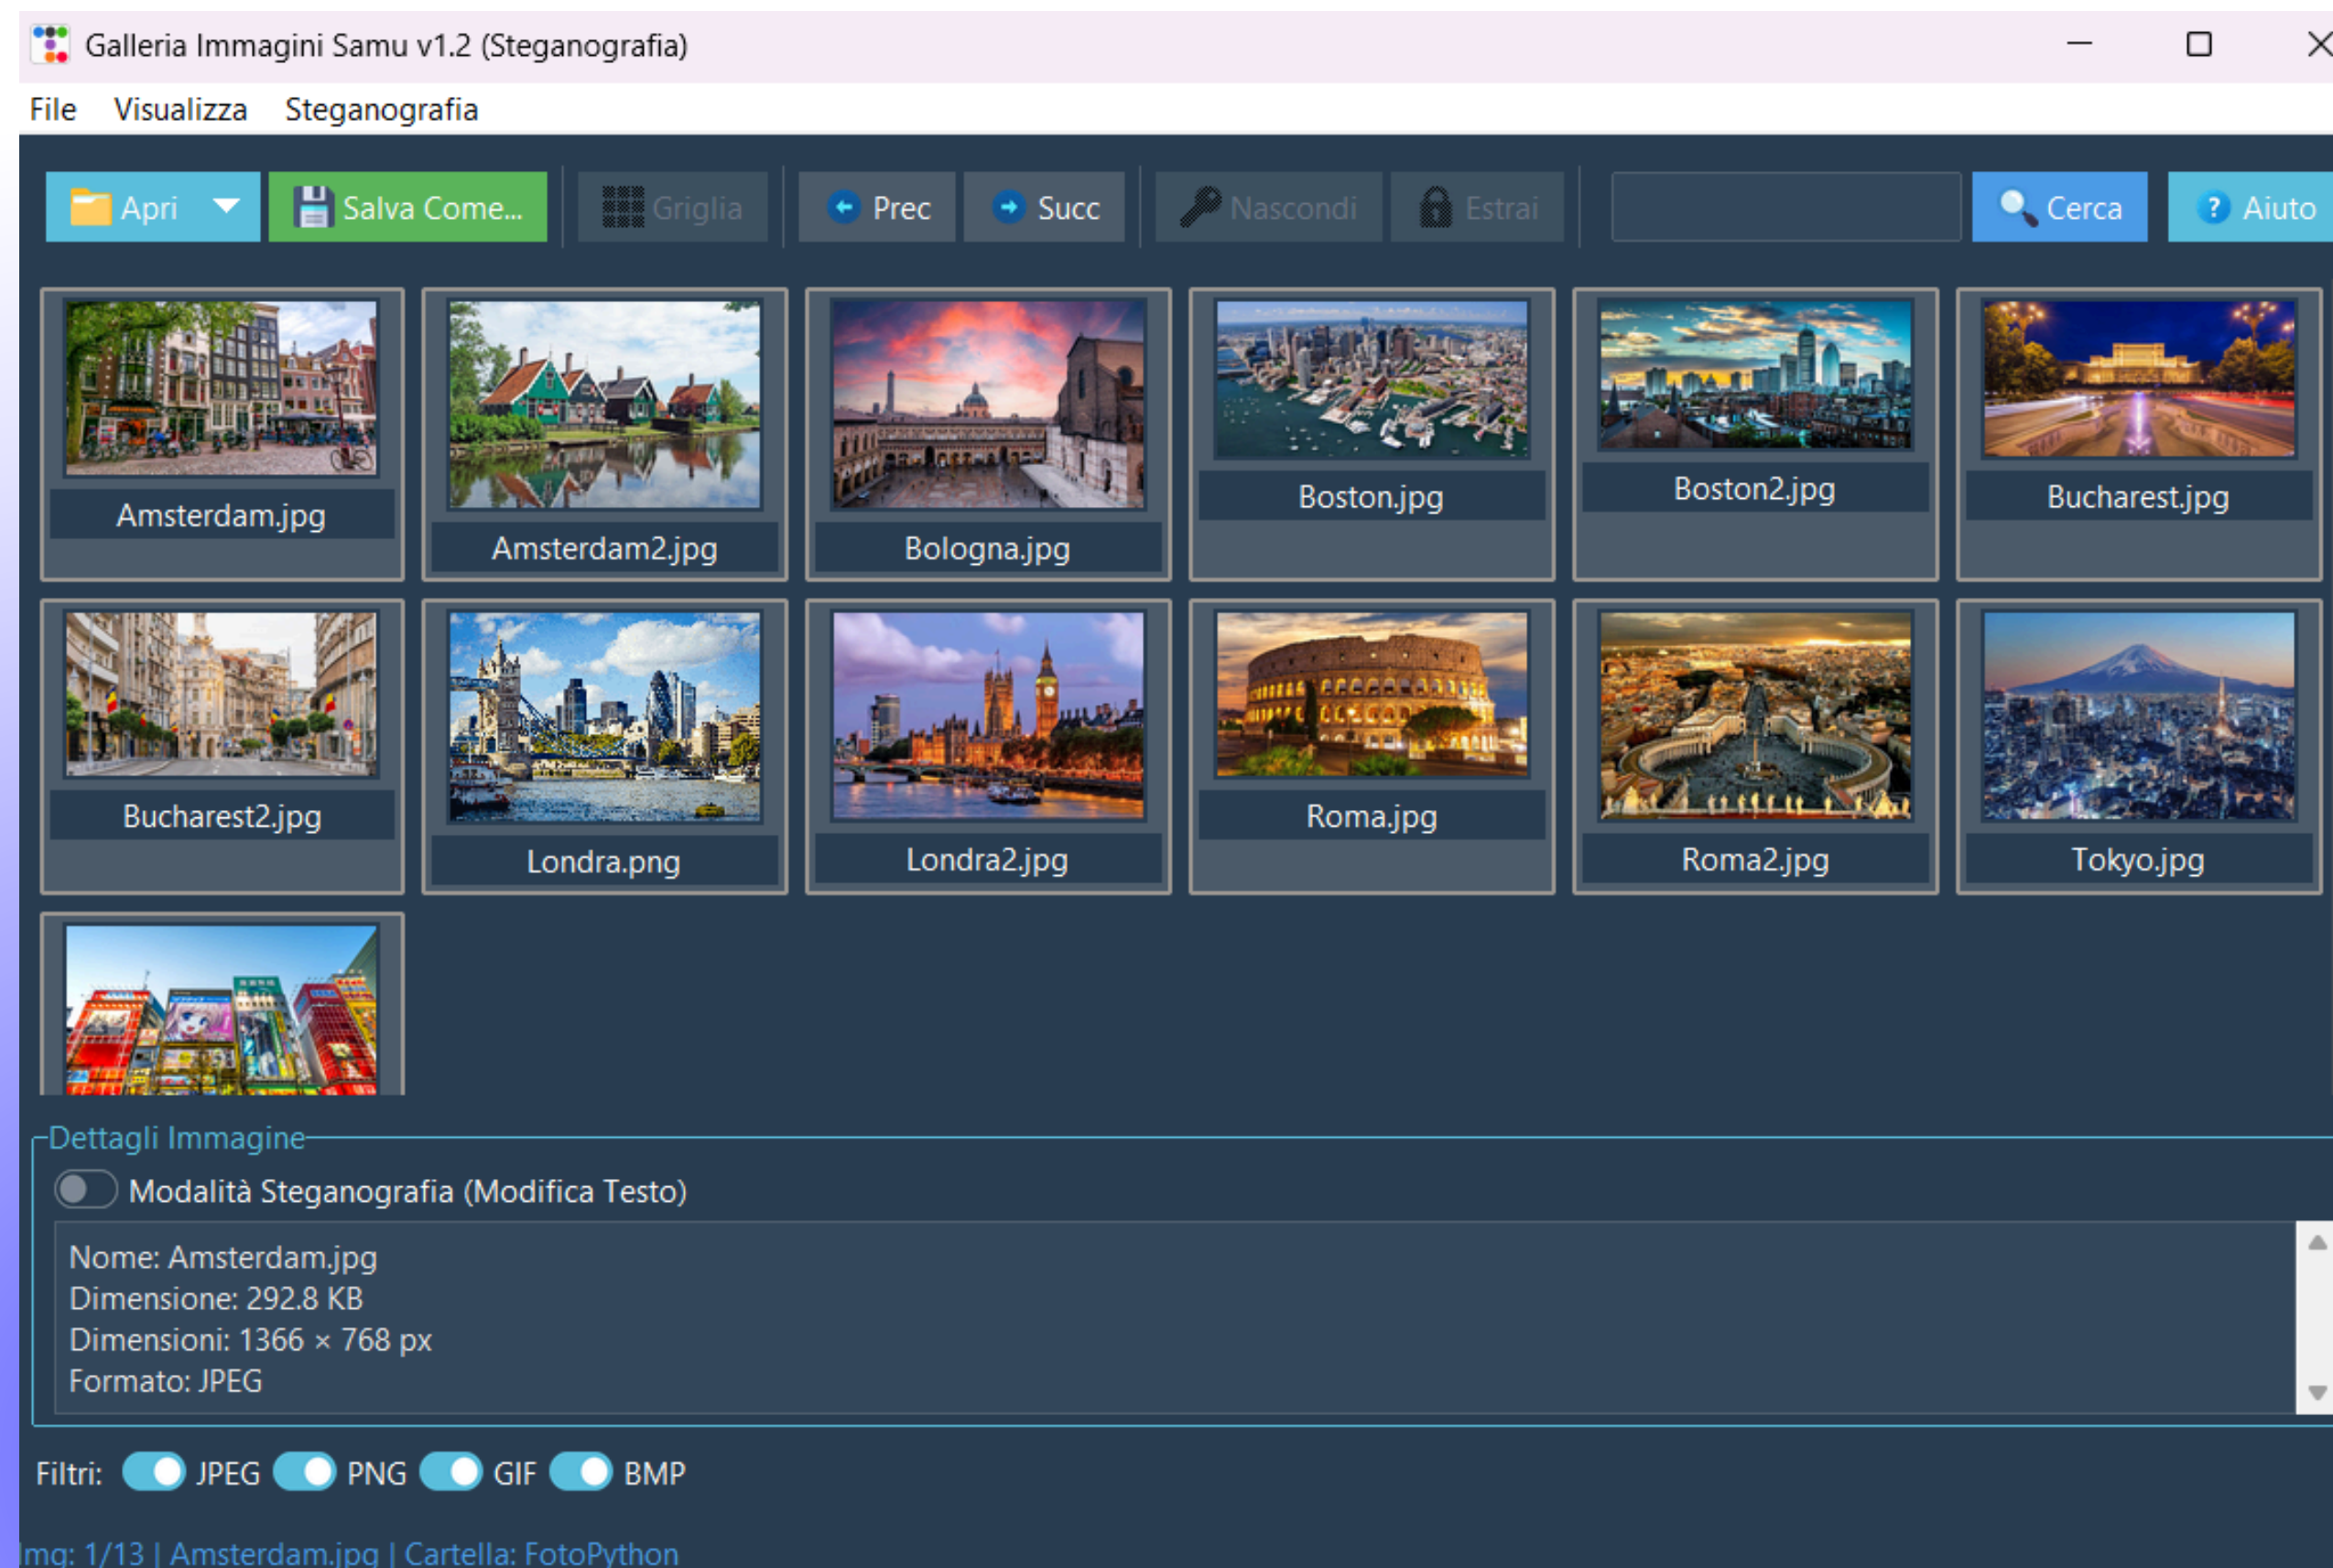 Galleria Immagini Samu v1.2 (Steganografia)
File Visualizza Steganografia
Apri Salva Come... Griglia Prec Succ Nascondi Estrai Cerca ? Aiuto
Amsterdam.jpg Amsterdam2.jpg Bologna.jpg Boston.jpg Boston2.jpg Bucharest.jpg
Bucharest2.jpg Londra.png Londra2.jpg Roma.jpg Roma2.jpg Tokyo.jpg
Dettagli Immagine
Modalità Steganografia (Modifica Testo)
Nome: Amsterdam.jpg
Dimensione: 292.8 KB
Dimensioni: 1366 × 768 px
Formato: JPEG
Filtri: JPEG PNG GIF BMP
Img: 1/13 | Amsterdam.jpg | Cartella: FotoPython